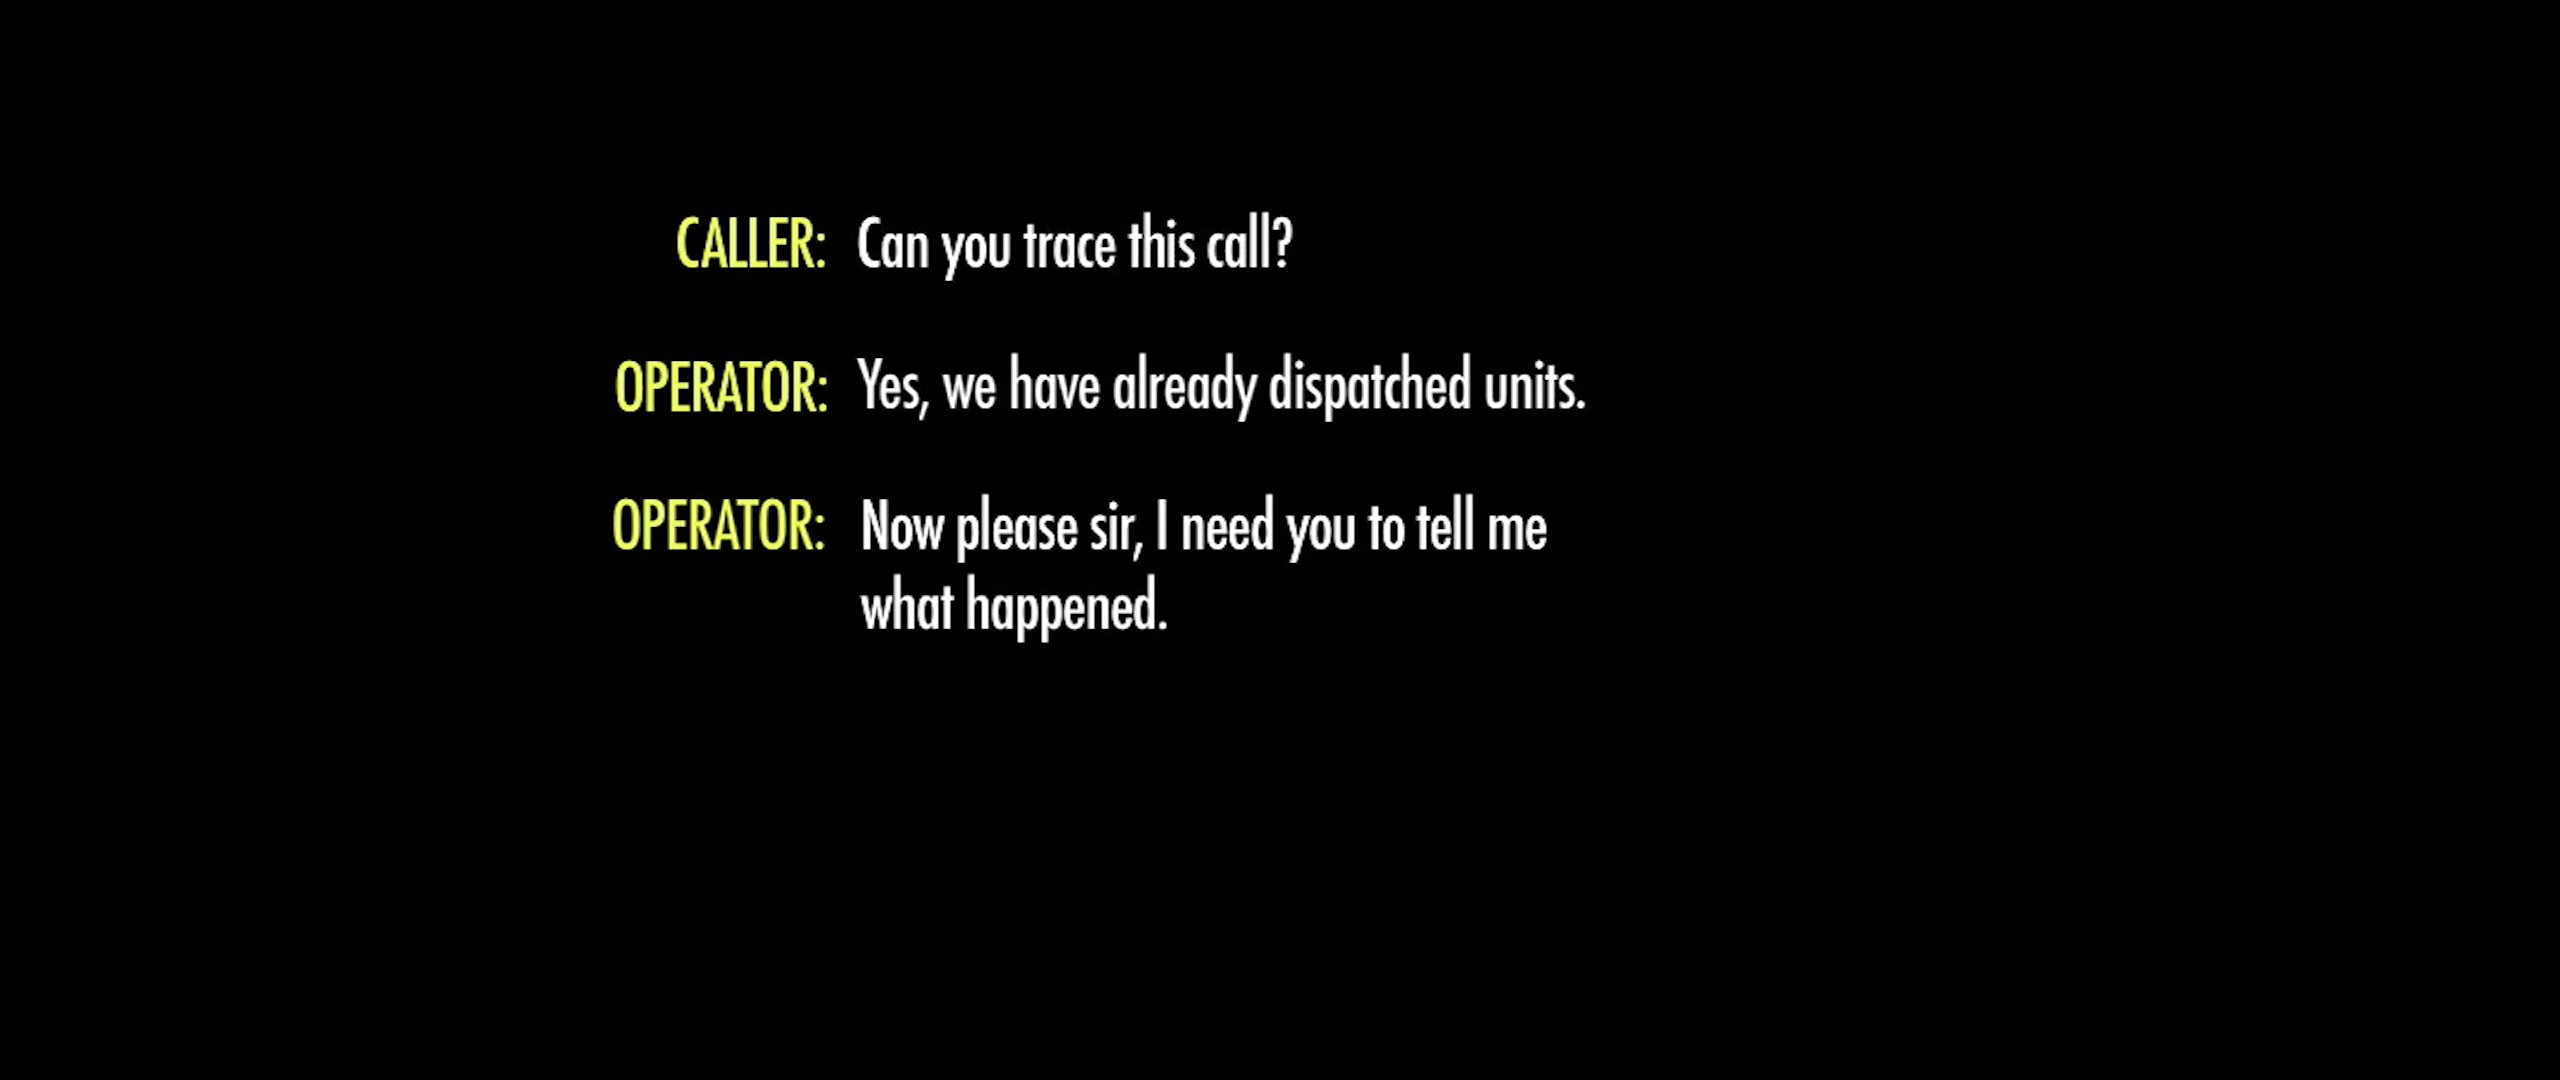 CALLER: Can you trace this call?
OPERATOR: Yes, we have already dispatched units.
OPERATOR: Now please sir, I need you to tell me
what happened.